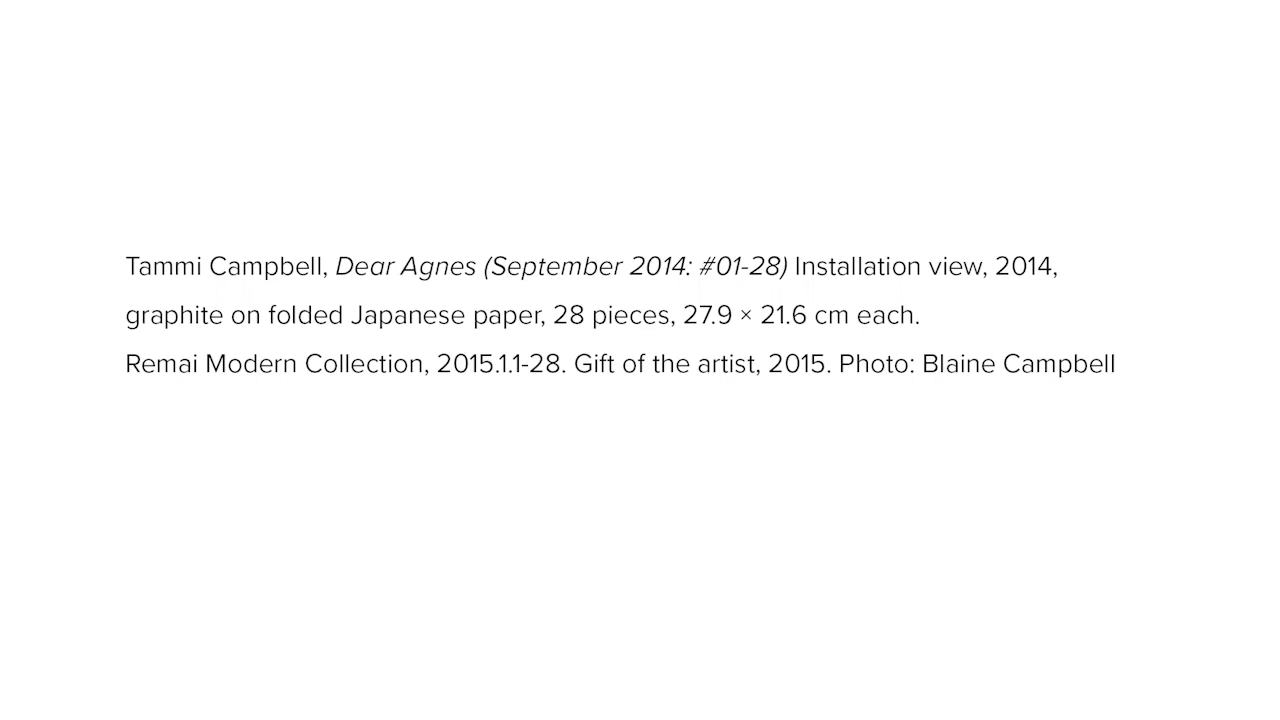 Tammi Campbell, Dear Agnes (September 2014: #01-28) Installation view, 2014,
graphite on folded Japanese paper, 28 pieces, 27.9 × 21.6 cm each.
Remai Modern Collection, 2015.1.1-28. Gift of the artist, 2015. Photo: Blaine Campbell